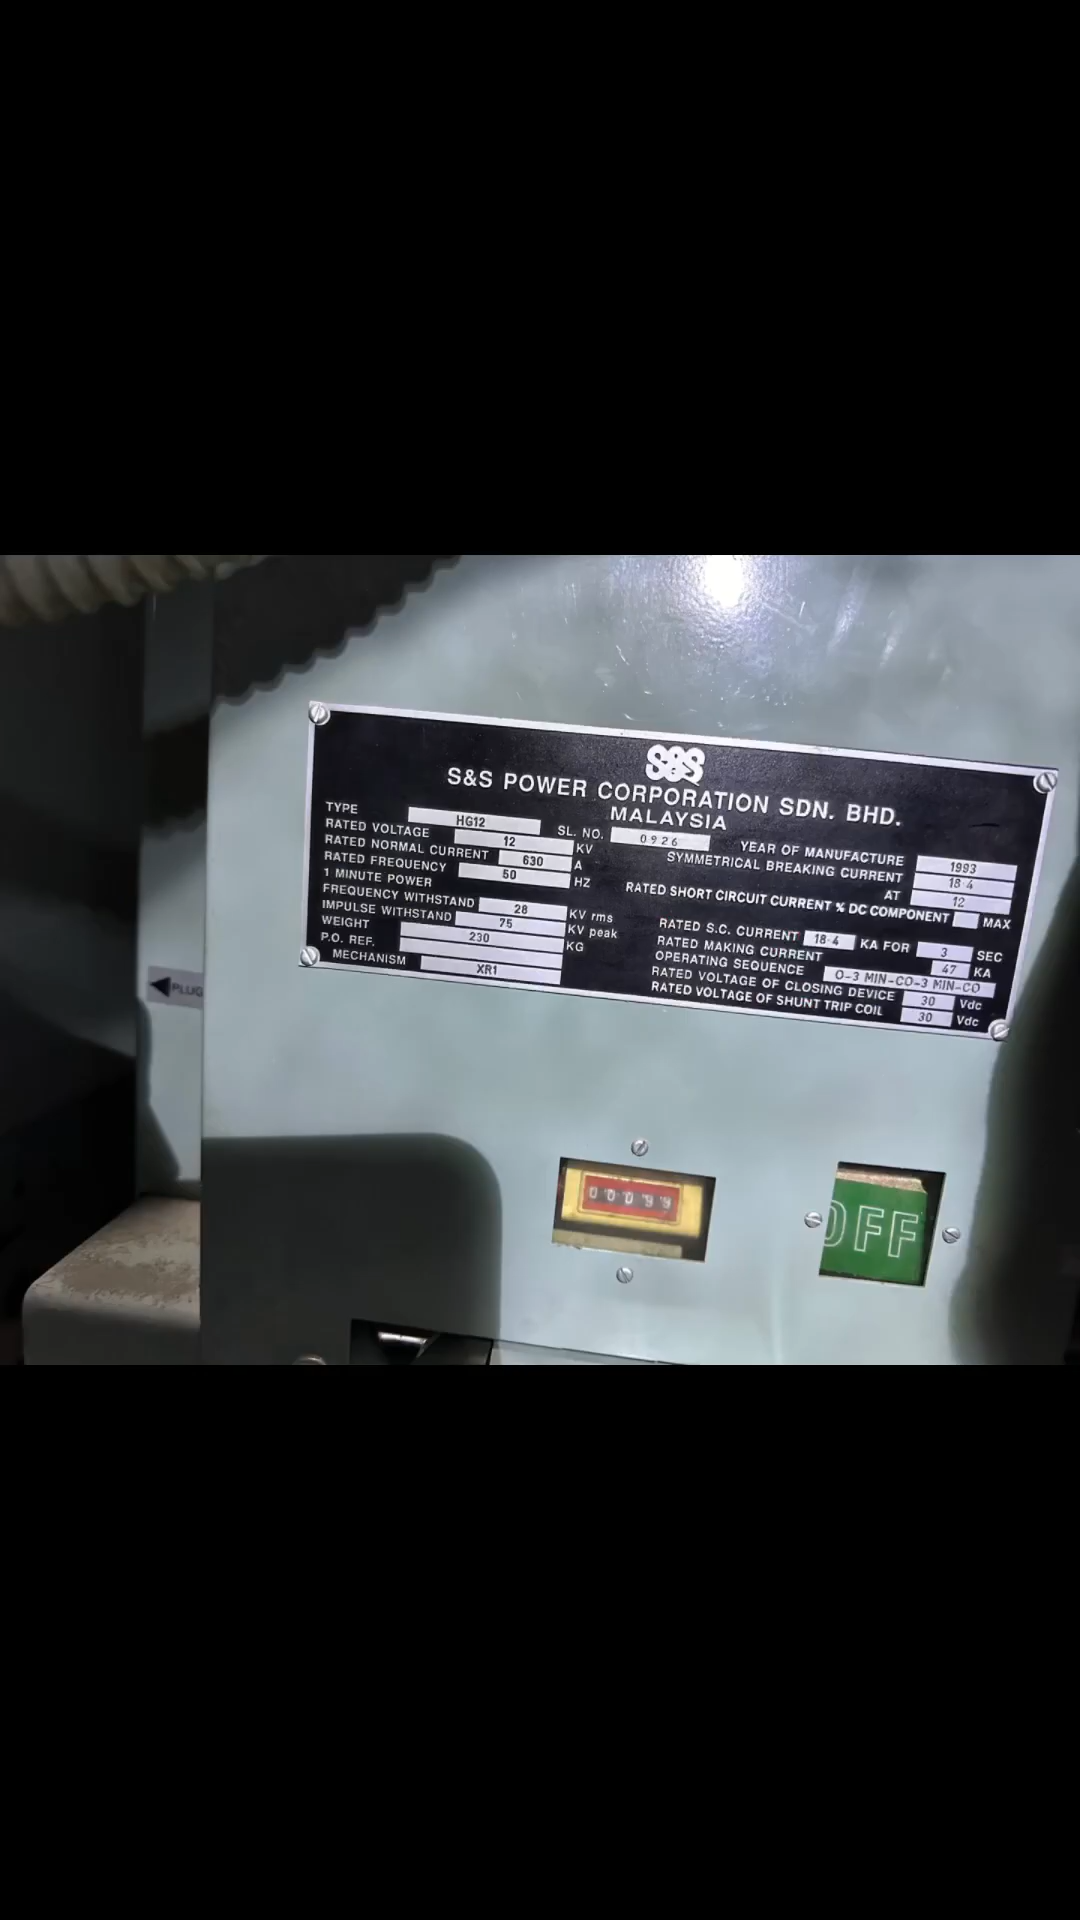 S&S
S&S POWER CORPORATION SDN. BHD.
MALAYSIA
TYPE HG12
SL. NO. 0926
RATED VOLTAGE 12 KV
RATED NORMAL CURRENT 630 A
RATED FREQUENCY 50 HZ
1 MINUTE POWER
FREQUENCY WITHSTAND 28 KV rms
IMPULSE WITHSTAND 75 KV peak
WEIGHT 230 KG
P.O. REF.
MECHANISM XR1
YEAR OF MANUFACTURE 1993
SYMMETRICAL BREAKING CURRENT 18·4
AT 12
RATED SHORT CIRCUIT CURRENT % DC COMPONENT MAX
RATED S.C. CURRENT 18·4 KA FOR 3 SEC
RATED MAKING CURRENT 47 KA
OPERATING SEQUENCE O-3 MIN-CO-3 MIN-CO
RATED VOLTAGE OF CLOSING DEVICE 30 Vdc
RATED VOLTAGE OF SHUNT TRIP COIL 30 Vdc
PLUG
00099
OFF